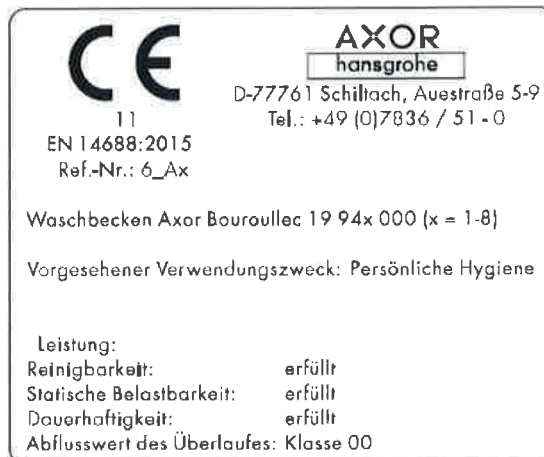 CE
AXOR
hansgrohe
D-77761 Schiltach, Auestraße 5-9
Tel.: +49 (0)7836 / 51 - 0
11
EN 14688:2015
Ref.-Nr.: 6_Ax
Waschbecken Axor Bouroullec 19 94x 000 (x = 1-8)
Vorgesehener Verwendungszweck: Persönliche Hygiene
Leistung:
Reinigbarkeit: erfüllt
Statische Belastbarkeit: erfüllt
Dauerhaftigkeit: erfüllt
Abflusswert des Überlaufes: Klasse 00